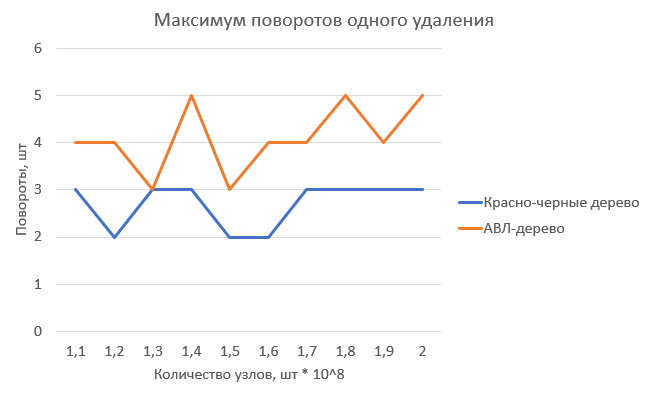 Максимум поворотов одного удаления
6
5
4
3
2
1
0
Повороты, шт
1,1 1,2 1,3 1,4 1,5 1,6 1,7 1,8 1,9 2
Количество узлов, шт * 10^8
Красно-черные дерево
АВЛ-дерево